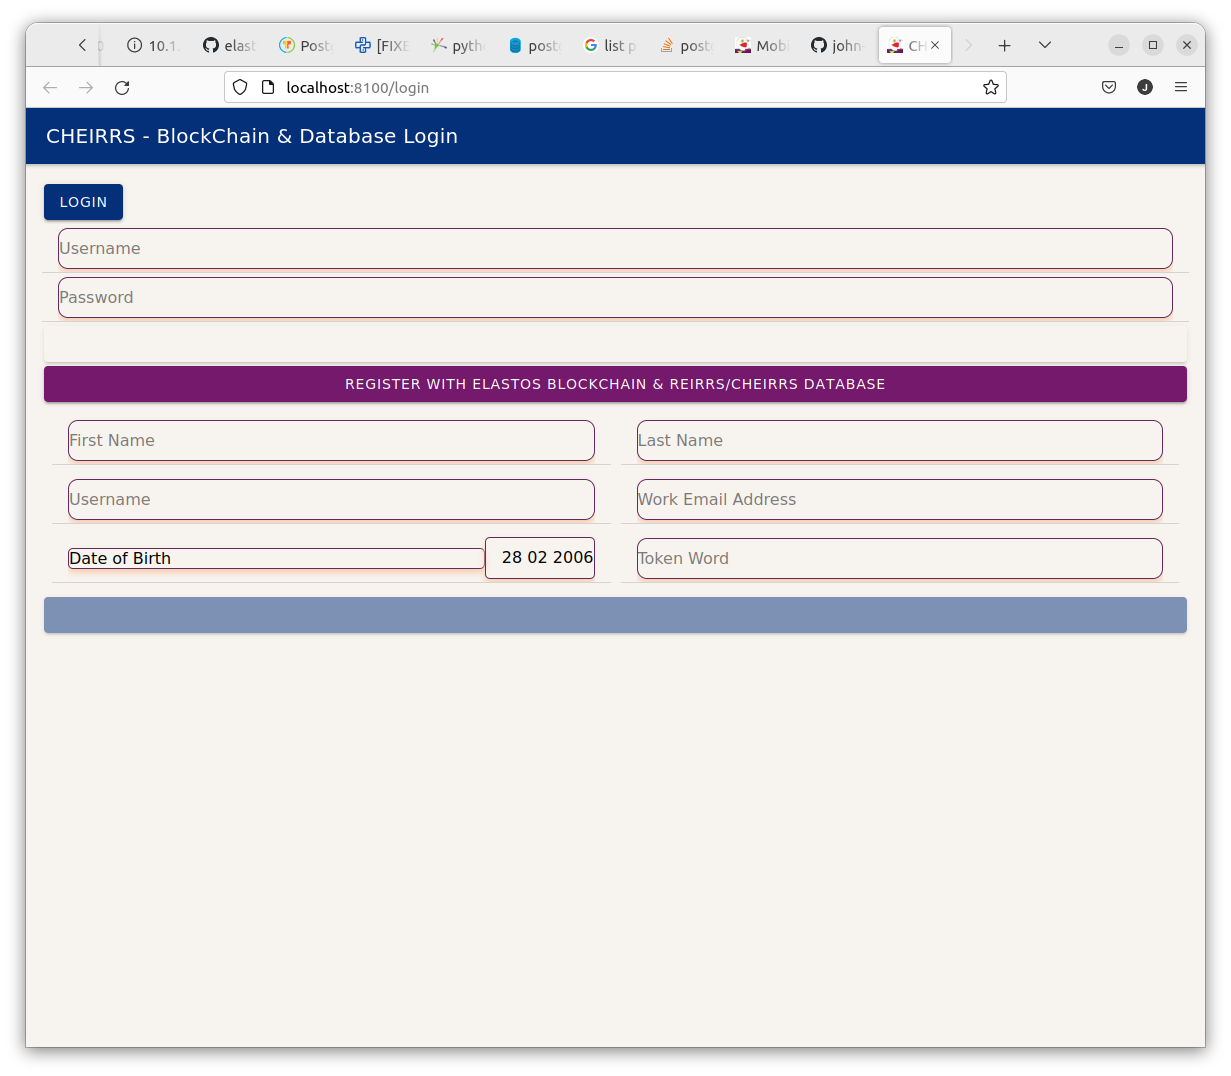 10.1 elast Post [FIXE pyth post list p post Mob john- CH
localhost:8100/login
J
CHEIRRS - BlockChain & Database Login
LOGIN
Username
Password
REGISTER WITH ELASTOS BLOCKCHAIN & REIRRS/CHEIRRS DATABASE
First Name Last Name
Username Work Email Address
Date of Birth 28 02 2006 Token Word